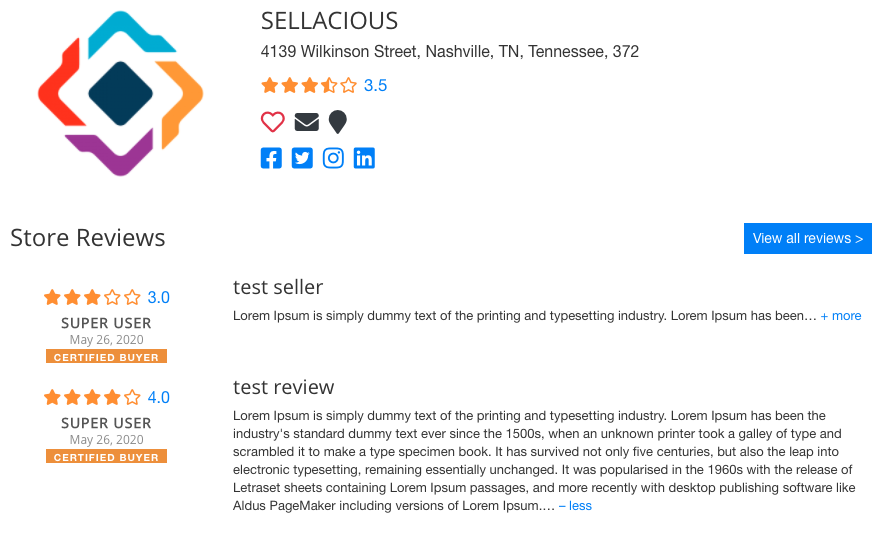 SELLACIOUS
4139 Wilkinson Street, Nashville, TN, Tennessee, 372
3.5
Store Reviews
View all reviews >
3.0
SUPER USER
May 26, 2020
CERTIFIED BUYER
test seller
Lorem Ipsum is simply dummy text of the printing and typesetting industry. Lorem Ipsum has been… + more
4.0
SUPER USER
May 26, 2020
CERTIFIED BUYER
test review
Lorem Ipsum is simply dummy text of the printing and typesetting industry. Lorem Ipsum has been the
industry's standard dummy text ever since the 1500s, when an unknown printer took a galley of type and
scrambled it to make a type specimen book. It has survived not only five centuries, but also the leap into
electronic typesetting, remaining essentially unchanged. It was popularised in the 1960s with the release of
Letraset sheets containing Lorem Ipsum passages, and more recently with desktop publishing software like
Aldus PageMaker including versions of Lorem Ipsum.… – less